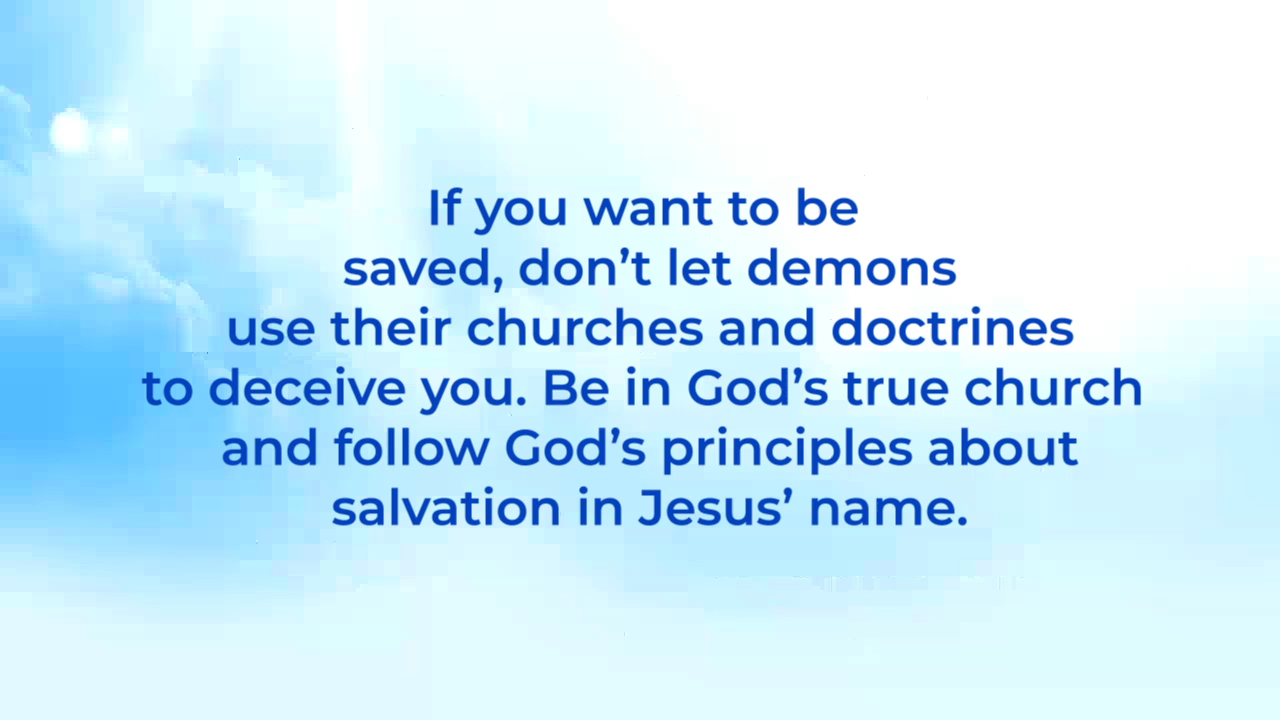 If you want to be
saved, don’t let demons
use their churches and doctrines
to deceive you. Be in God’s true church
and follow God’s principles about
salvation in Jesus’ name.